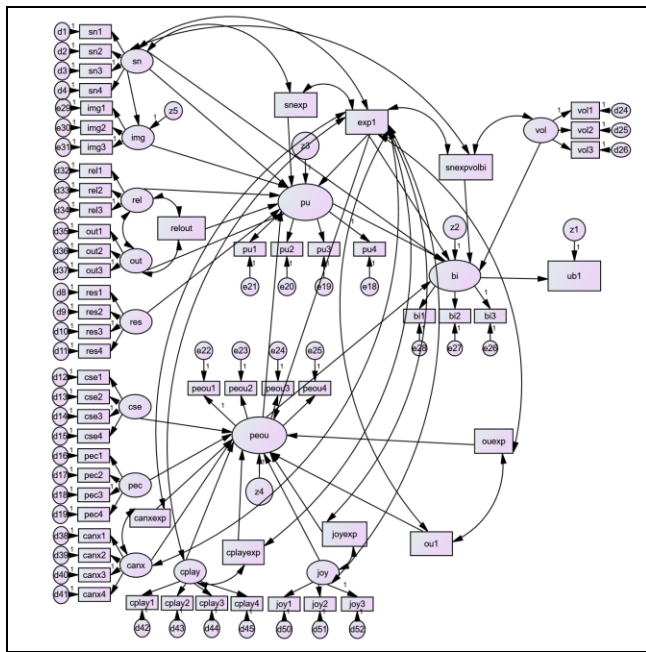 d1 1 sn1
d2 sn2
d3 sn3
d4 sn4
sn
e29 img1
e30 img2
e31 img3
img
z5
1
snexp
exp1
z3
vol
vol1 d24
vol2 d25
vol3 d26
snexpvolbi
d32 rel1
d33 rel2
d34 rel3
rel
relout
d35 out1
d36 out2
d37 out3
out
pu
pu1 pu2 pu3 pu4
e21 e20 e19 e18
z2
z1
bi
ub1
bi1 bi2 bi3
e28 e27 e26
d8 res1
d9 res2
d10 res3
d11 res4
res
e22 e23 e24 e25
peou1 peou2 peou3 peou4
d12 cse1
d13 cse2
d14 cse3
d15 cse4
cse
peou
ouexp
z4
d16 pec1
d17 pec2
d18 pec3
d19 pec4
pec
canxexp
d38 canx1
d39 canx2
d40 canx3
d41 canx4
canx
cplayexp
joyexp
ou1
cplay
joy
cplay1 cplay2 cplay3 cplay4
d42 d43 d44 d45
joy1 joy2 joy3
d50 d51 d52